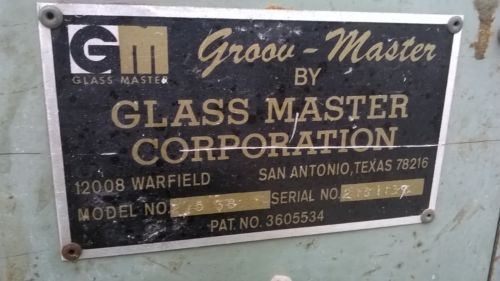 GM
GLASS MASTER
Groov-Master
BY
GLASS MASTER
CORPORATION
12008 WARFIELD SAN ANTONIO, TEXAS 78216
MODEL NO. SERIAL NO.
PAT. NO. 3605534